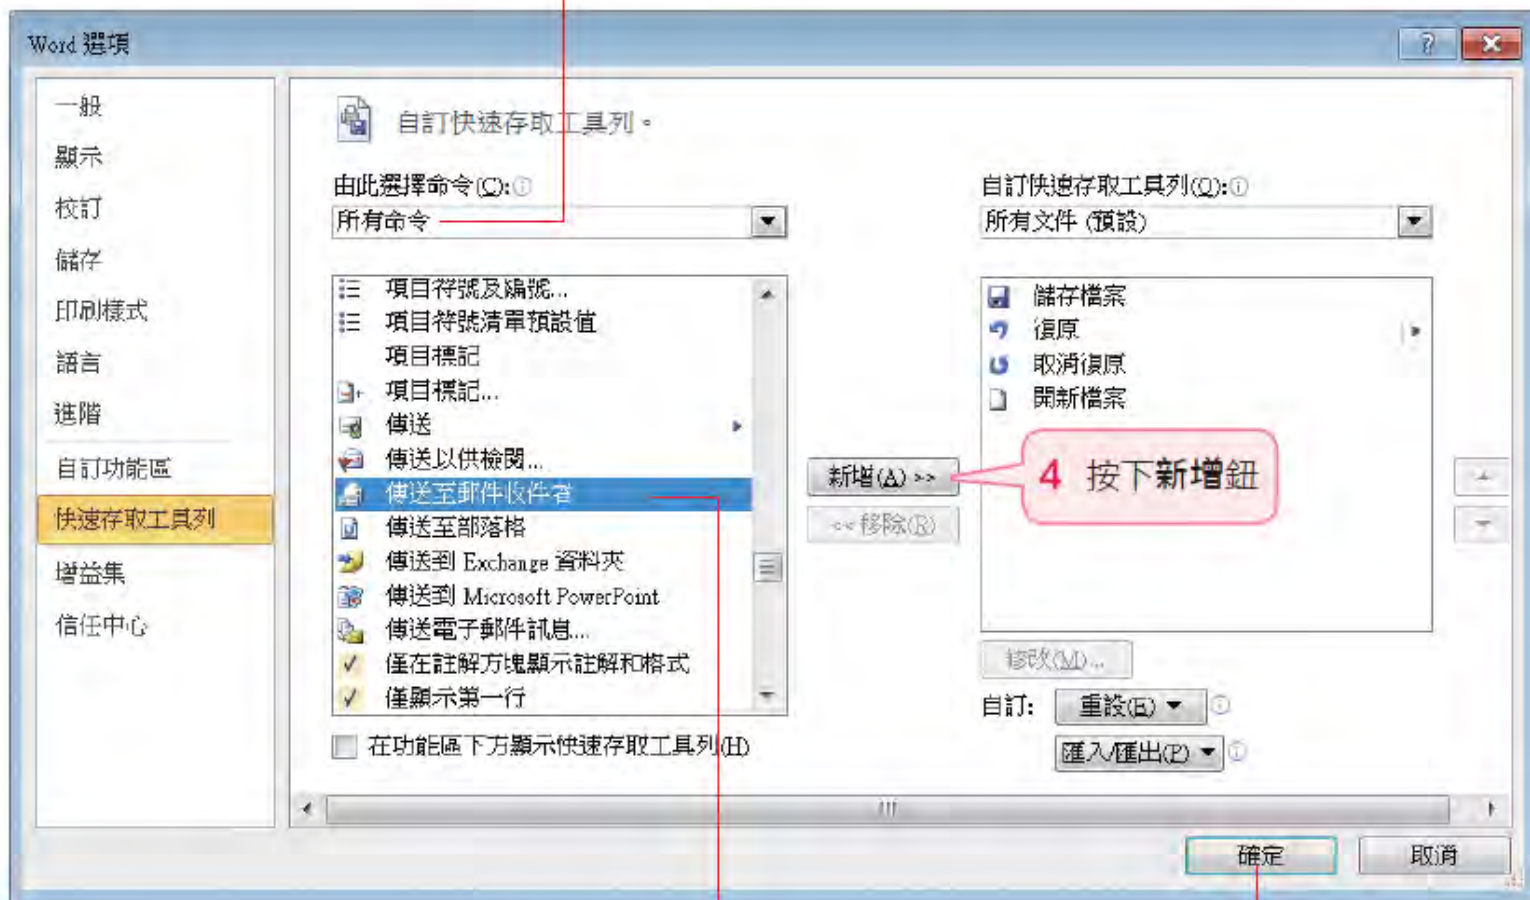 Word 選項
一般
顯示
校訂
儲存
印刷樣式
語言
進階
自訂功能區
快速存取工具列
增益集
信任中心
自訂快速存取工具列。
由此選擇命令(C):
所有命令
項目符號及編號...
項目符號清單預設值
項目標記
項目標記...
傳送
傳送以供檢閱...
傳送至郵件收件者
傳送至部落格
傳送到 Exchange 資料夾
傳送到 Microsoft PowerPoint
傳送電子郵件訊息...
僅在註解方塊顯示註解和格式
僅顯示第一行
在功能區下方顯示快速存取工具列(H)
新增(A) >>
<< 移除(R)
自訂快速存取工具列(Q):
所有文件 (預設)
儲存檔案
復原
取消復原
開新檔案
4 按下新增鈕
修改(M)...
自訂:
重設(E)
匯入/匯出(P)
確定
取消